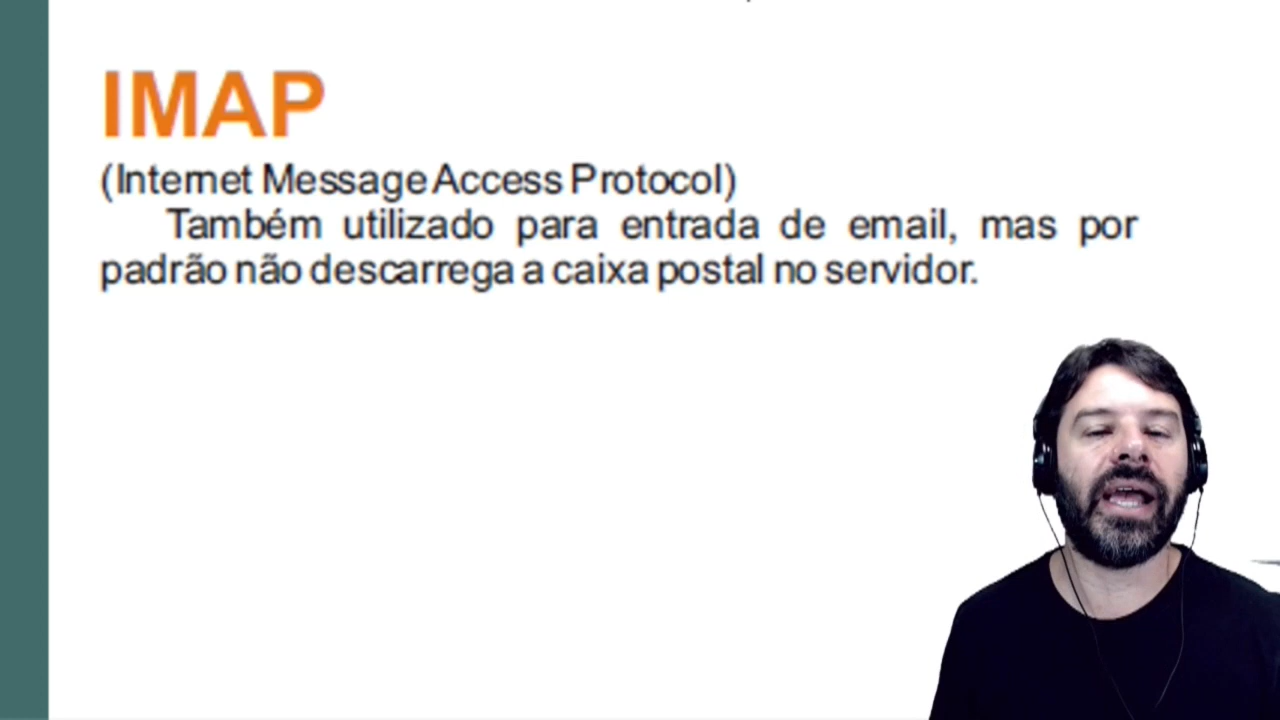 IMAP
(Internet Message Access Protocol)
Também utilizado para entrada de email, mas por
padrão não descarrega a caixa postal no servidor.